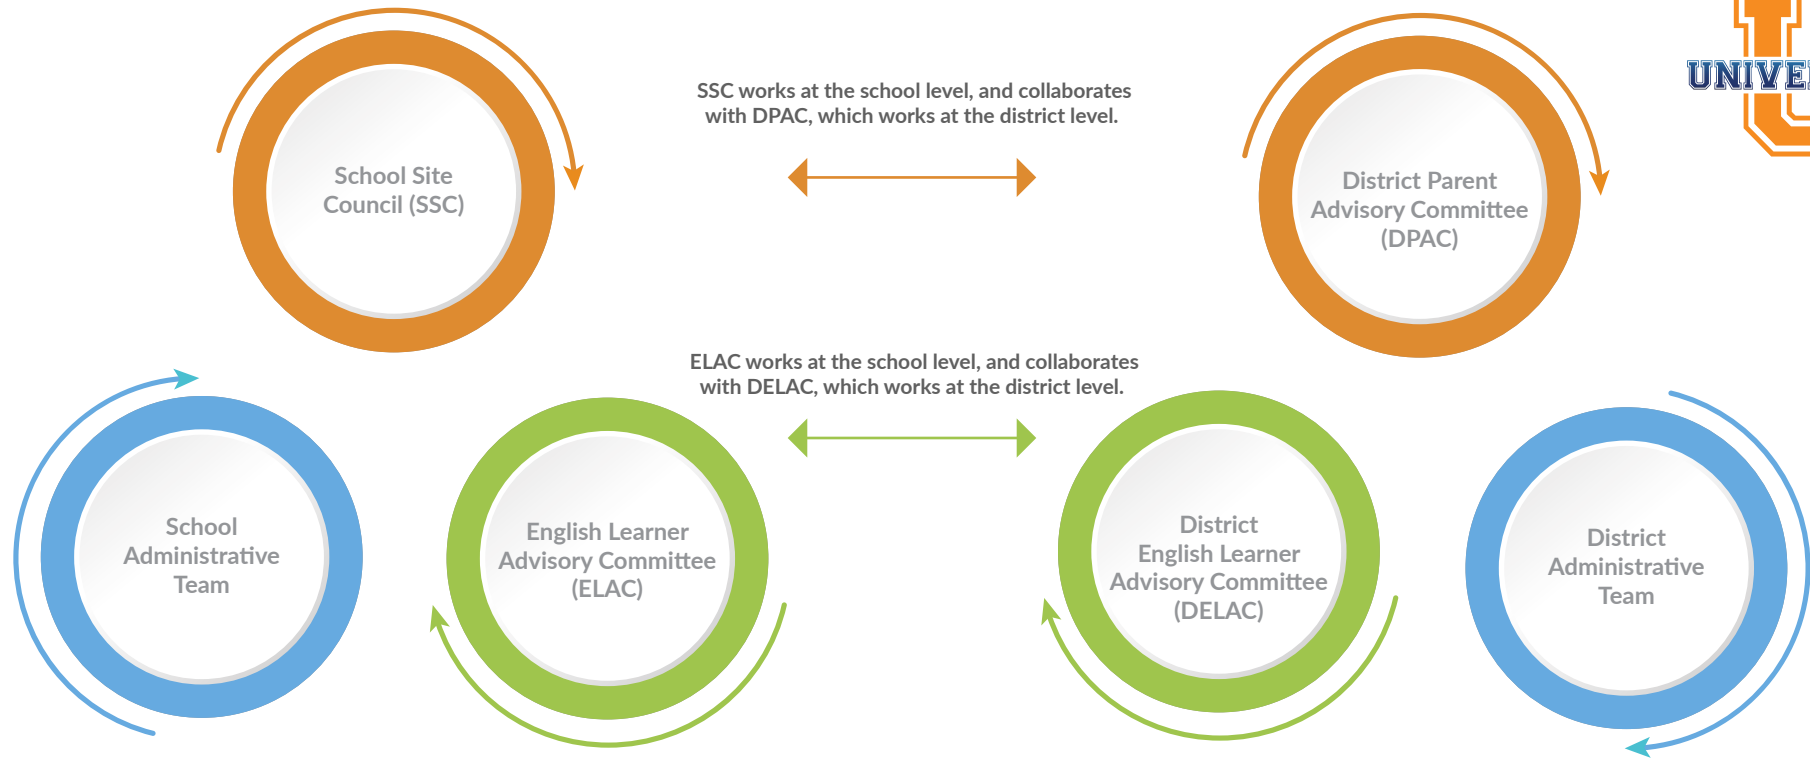 SSC works at the school level, and collaborates
with DPAC, which works at the district level.
School Site
Council (SSC)
District Parent
Advisory Committee
(DPAC)
ELAC works at the school level, and collaborates
with DELAC, which works at the district level.
School
Administrative
Team
English Learner
Advisory Committee
(ELAC)
District
English Learner
Advisory Committee
(DELAC)
District
Administrative
Team